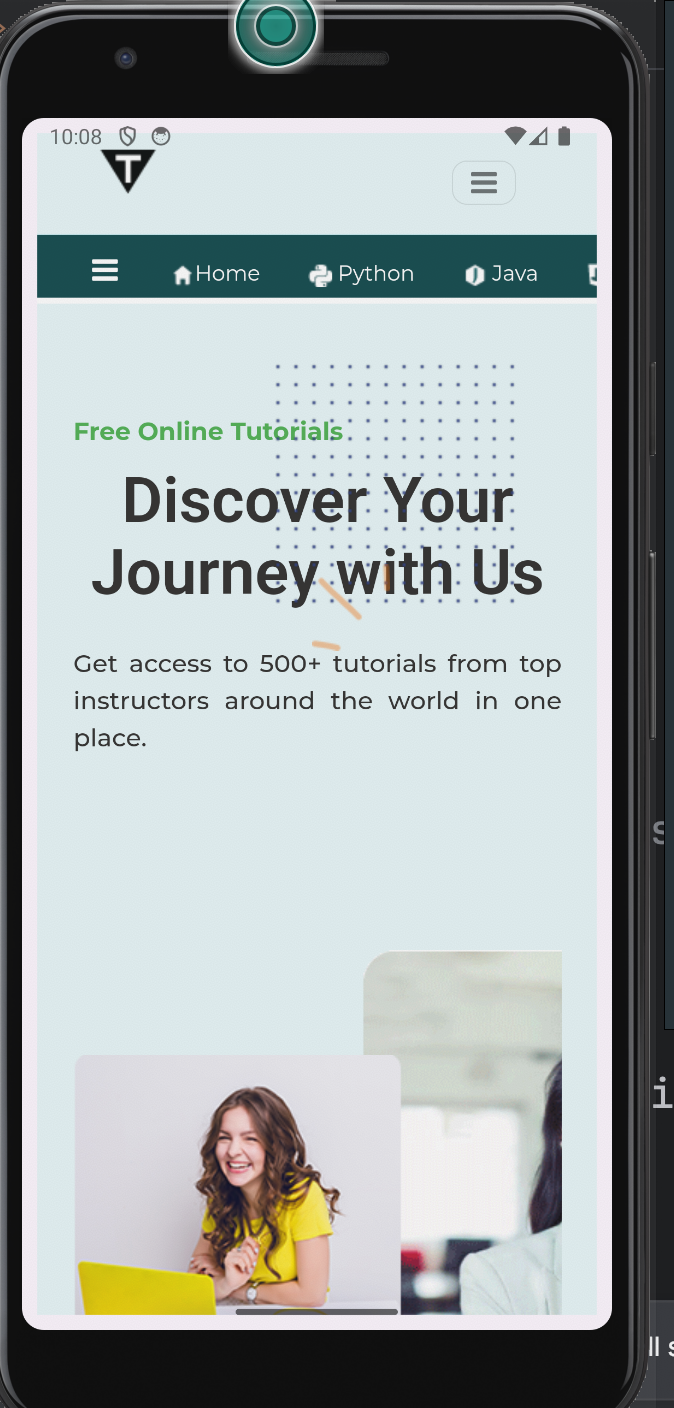 10:08
T
Home Python Java
Free Online Tutorials
Discover Your
Journey with Us
Get access to 500+ tutorials from top
instructors around the world in one
place.
s
i
ll s